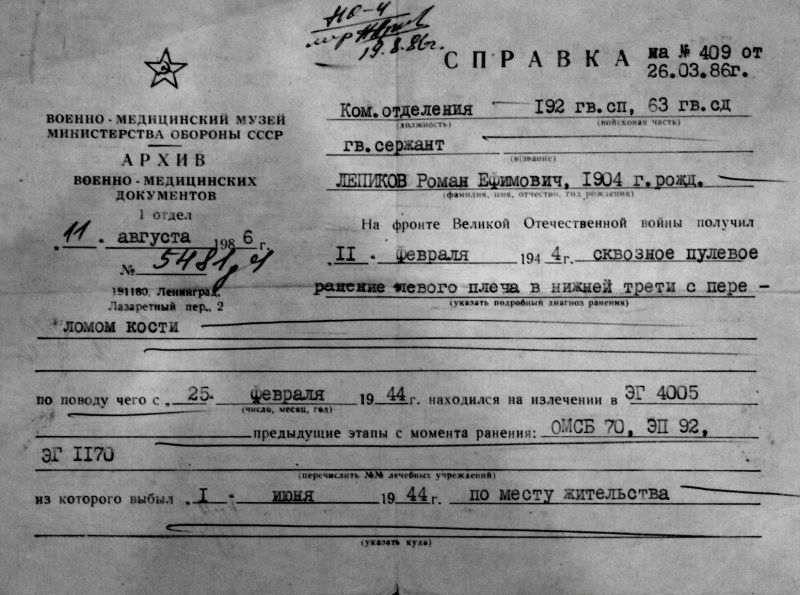 НО-4
19.8.86г.
СПРАВКА на № 409 от
26.03.86г.
ВОЕННО-МЕДИЦИНСКИЙ МУЗЕЙ
МИНИСТЕРСТВА ОБОРОНЫ СССР
АРХИВ
ВОЕННО-МЕДИЦИНСКИХ
ДОКУМЕНТОВ
1 отдел
„11" августа 1986 г.
№ 5481
191180, Ленинград,
Лазаретный пер., 2
Ком.отделения 192 гв.сп, 63 гв.сд
(должность) (войсковая часть)
гв.сержант
(звание)
ЛЕПИКОВ Роман Ефимович, 1904 г.рожд.
(фамилия, имя, отчество, год рождения)
На фронте Великой Отечественной войны получил
II- февраля 1944г. сквозное пулевое
ранение левого плеча в нижней трети с пере-
(указать подробный диагноз ранения)
ломом кости
по поводу чего с „25- февраля 1944г. находился на излечении в ЭГ 4005
(число, месяц, год)
предыдущие этапы с момента ранения: ОМСБ 70, ЭП 92,
ЭГ II70
(перечислить №№ лечебных учреждений)
из которого выбыл „I- июня 1944г. по месту жительства
(указать куда)